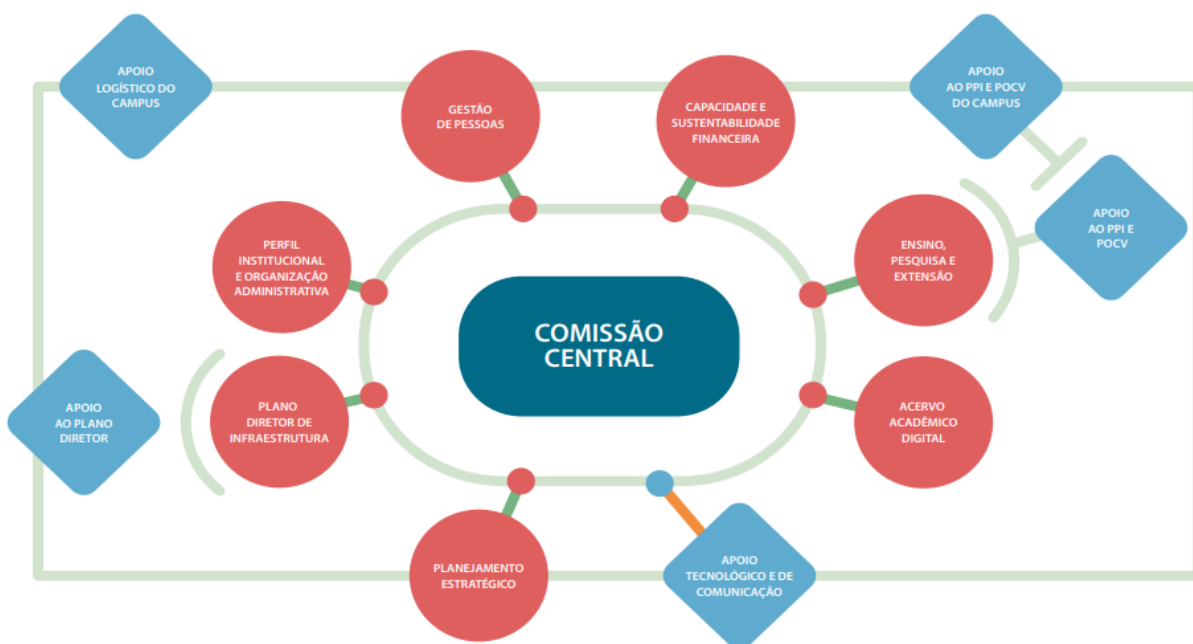 APOIO
LOGÍSTICO DO
CAMPUS
GESTÃO
DE PESSOAS
CAPACIDADE E
SUSTENTABILIDADE
FINANCEIRA
APOIO
AO PPI E POCV
DO CAMPUS
APOIO
AO PPI E
POCV
PERFIL
INSTITUCIONAL
E ORGANIZAÇÃO
ADMINISTRATIVA
ENSINO,
PESQUISA E
EXTENSÃO
COMISSÃO
CENTRAL
APOIO
AO PLANO
DIRETOR
PLANO
DIRETOR DE
INFRAESTRUTURA
ACERVO
ACADÊMICO
DIGITAL
PLANEJAMENTO
ESTRATÉGICO
APOIO
TECNOLÓGICO E DE
COMUNICAÇÃO